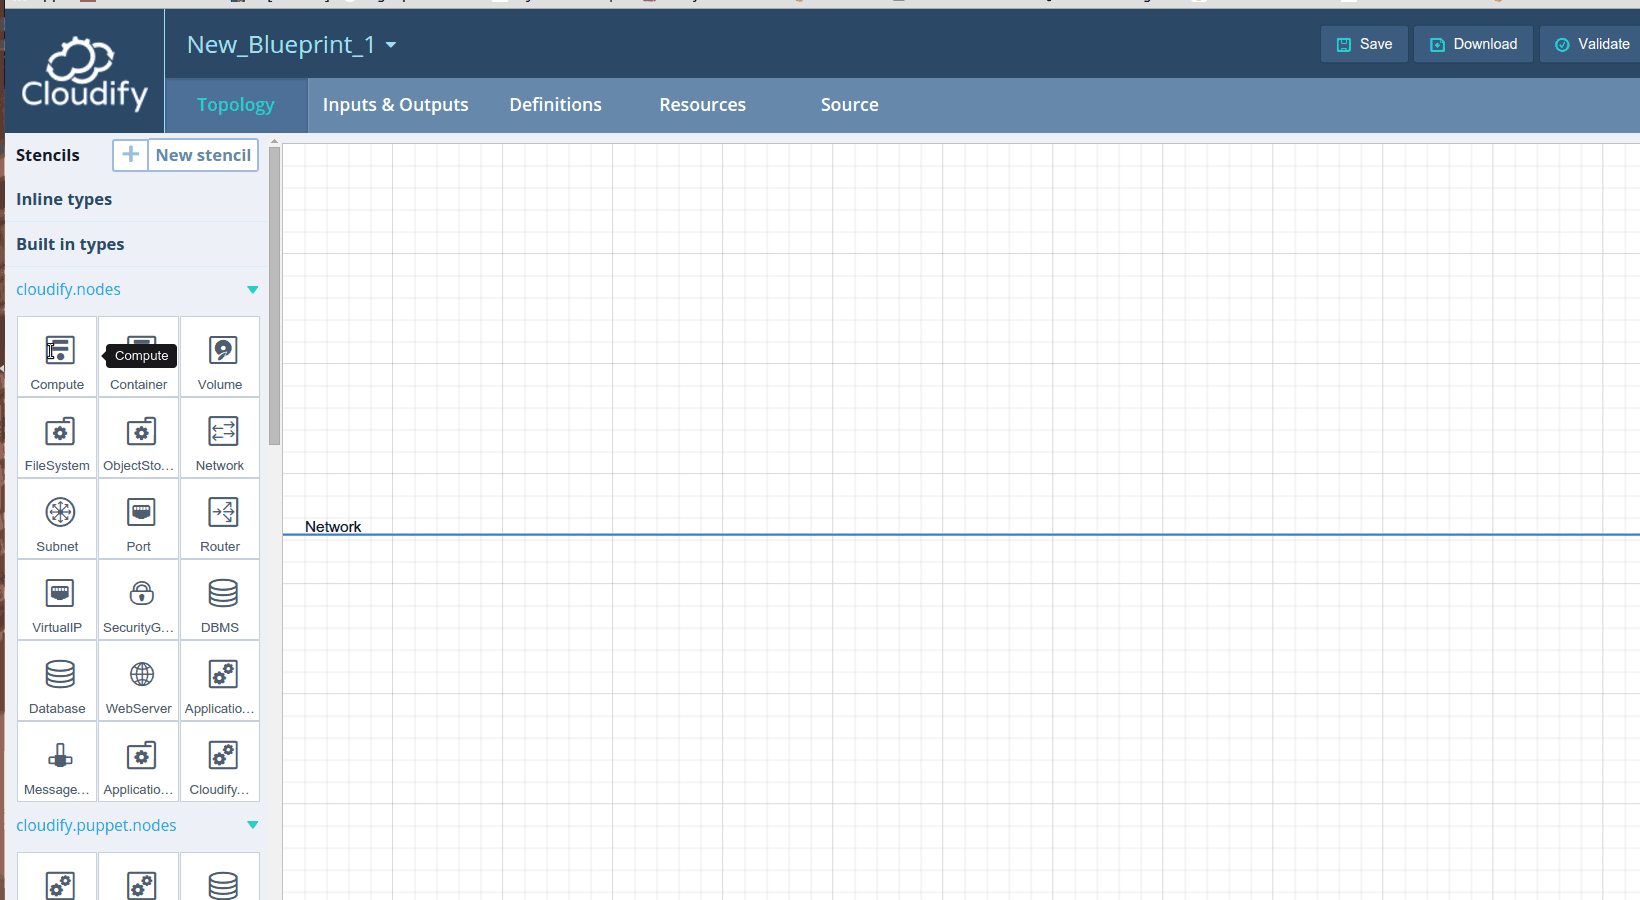 New_Blueprint_1
Save
Download
Validate
Cloudify
Topology
Inputs & Outputs
Definitions
Resources
Source
Stencils
+ New stencil
Inline types
Built in types
cloudify.nodes
Compute
Compute
Container
Volume
FileSystem
ObjectSto...
Network
Subnet
Port
Router
VirtualIP
SecurityG...
DBMS
Database
WebServer
Applicatio...
Message...
Applicatio...
Cloudify...
cloudify.puppet.nodes
Network